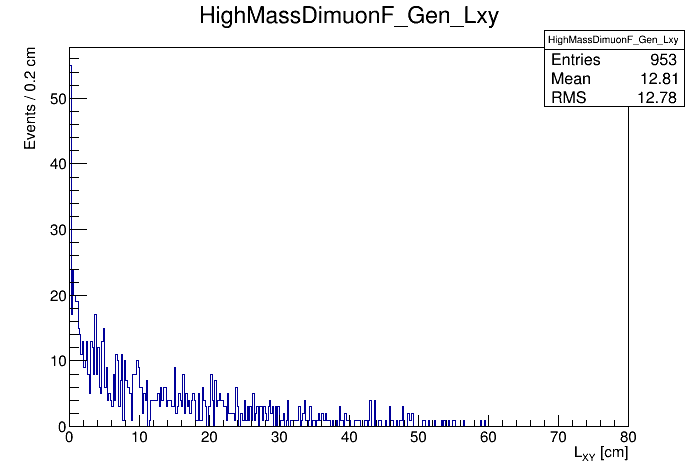 HighMassDimuonF_Gen_Lxy
HighMassDimuonF_Gen_Lxy
Entries 953
Mean 12.81
RMS 12.78
Events / 0.2 cm
50
40
30
20
10
0
0 10 20 30 40 50 60 70 80
L_XY [cm]